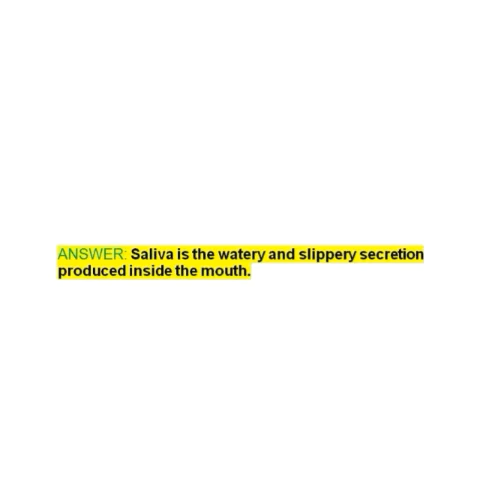 ANSWER: Saliva is the watery and slippery secretion
produced inside the mouth.